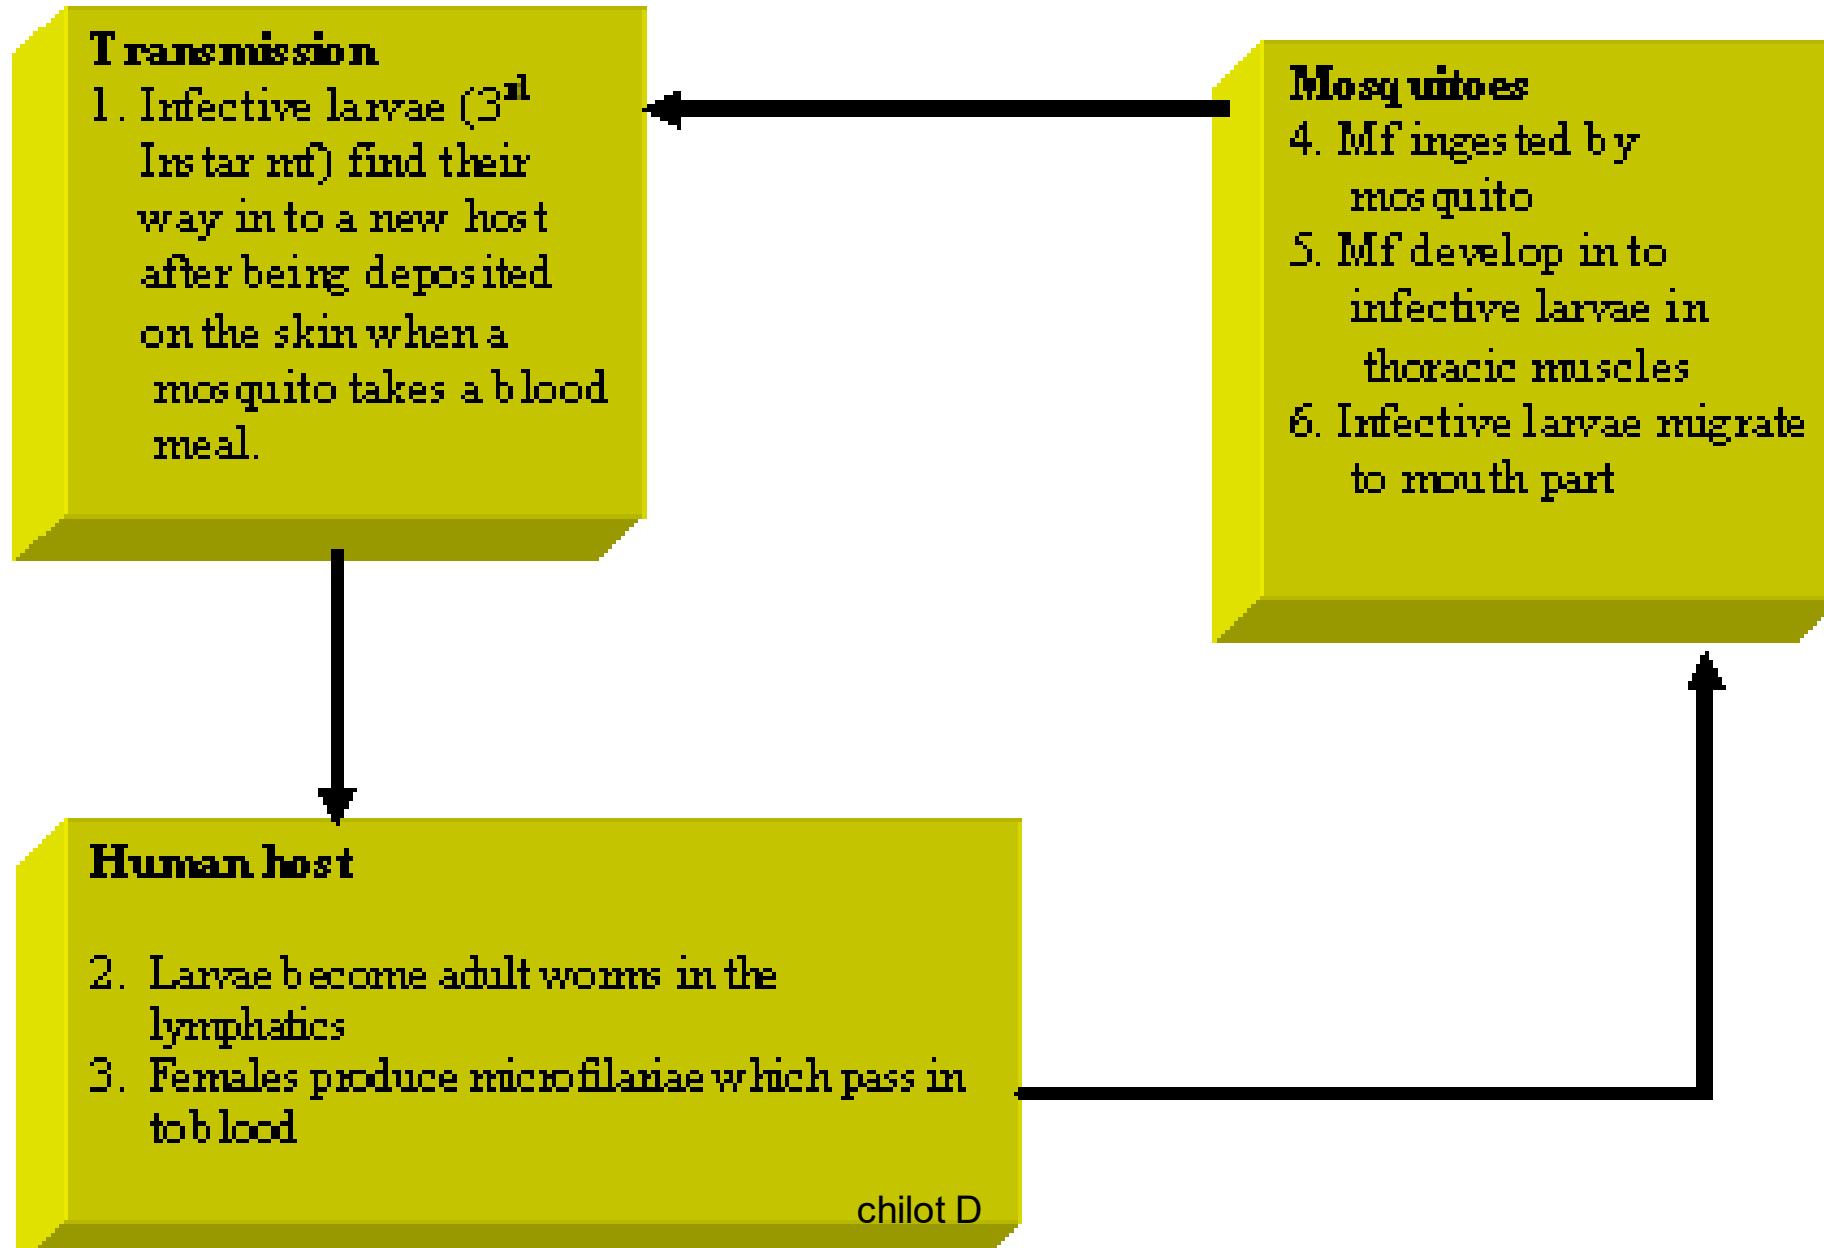 Transmission
1. Infective larvae (3rd
Instar mf) find their
way in to a new host
after being deposited
on the skin when a
mosquito takes a blood
meal.
Mosquitoes
4. Mf ingested by
mosquito
5. Mf develop in to
infective larvae in
thoracic muscles
6. Infective larvae migrate
to mouth part
Human host
2. Larvae become adult worms in the
lymphatics
3. Females produce microfilariae which pass in
to blood
chilot D